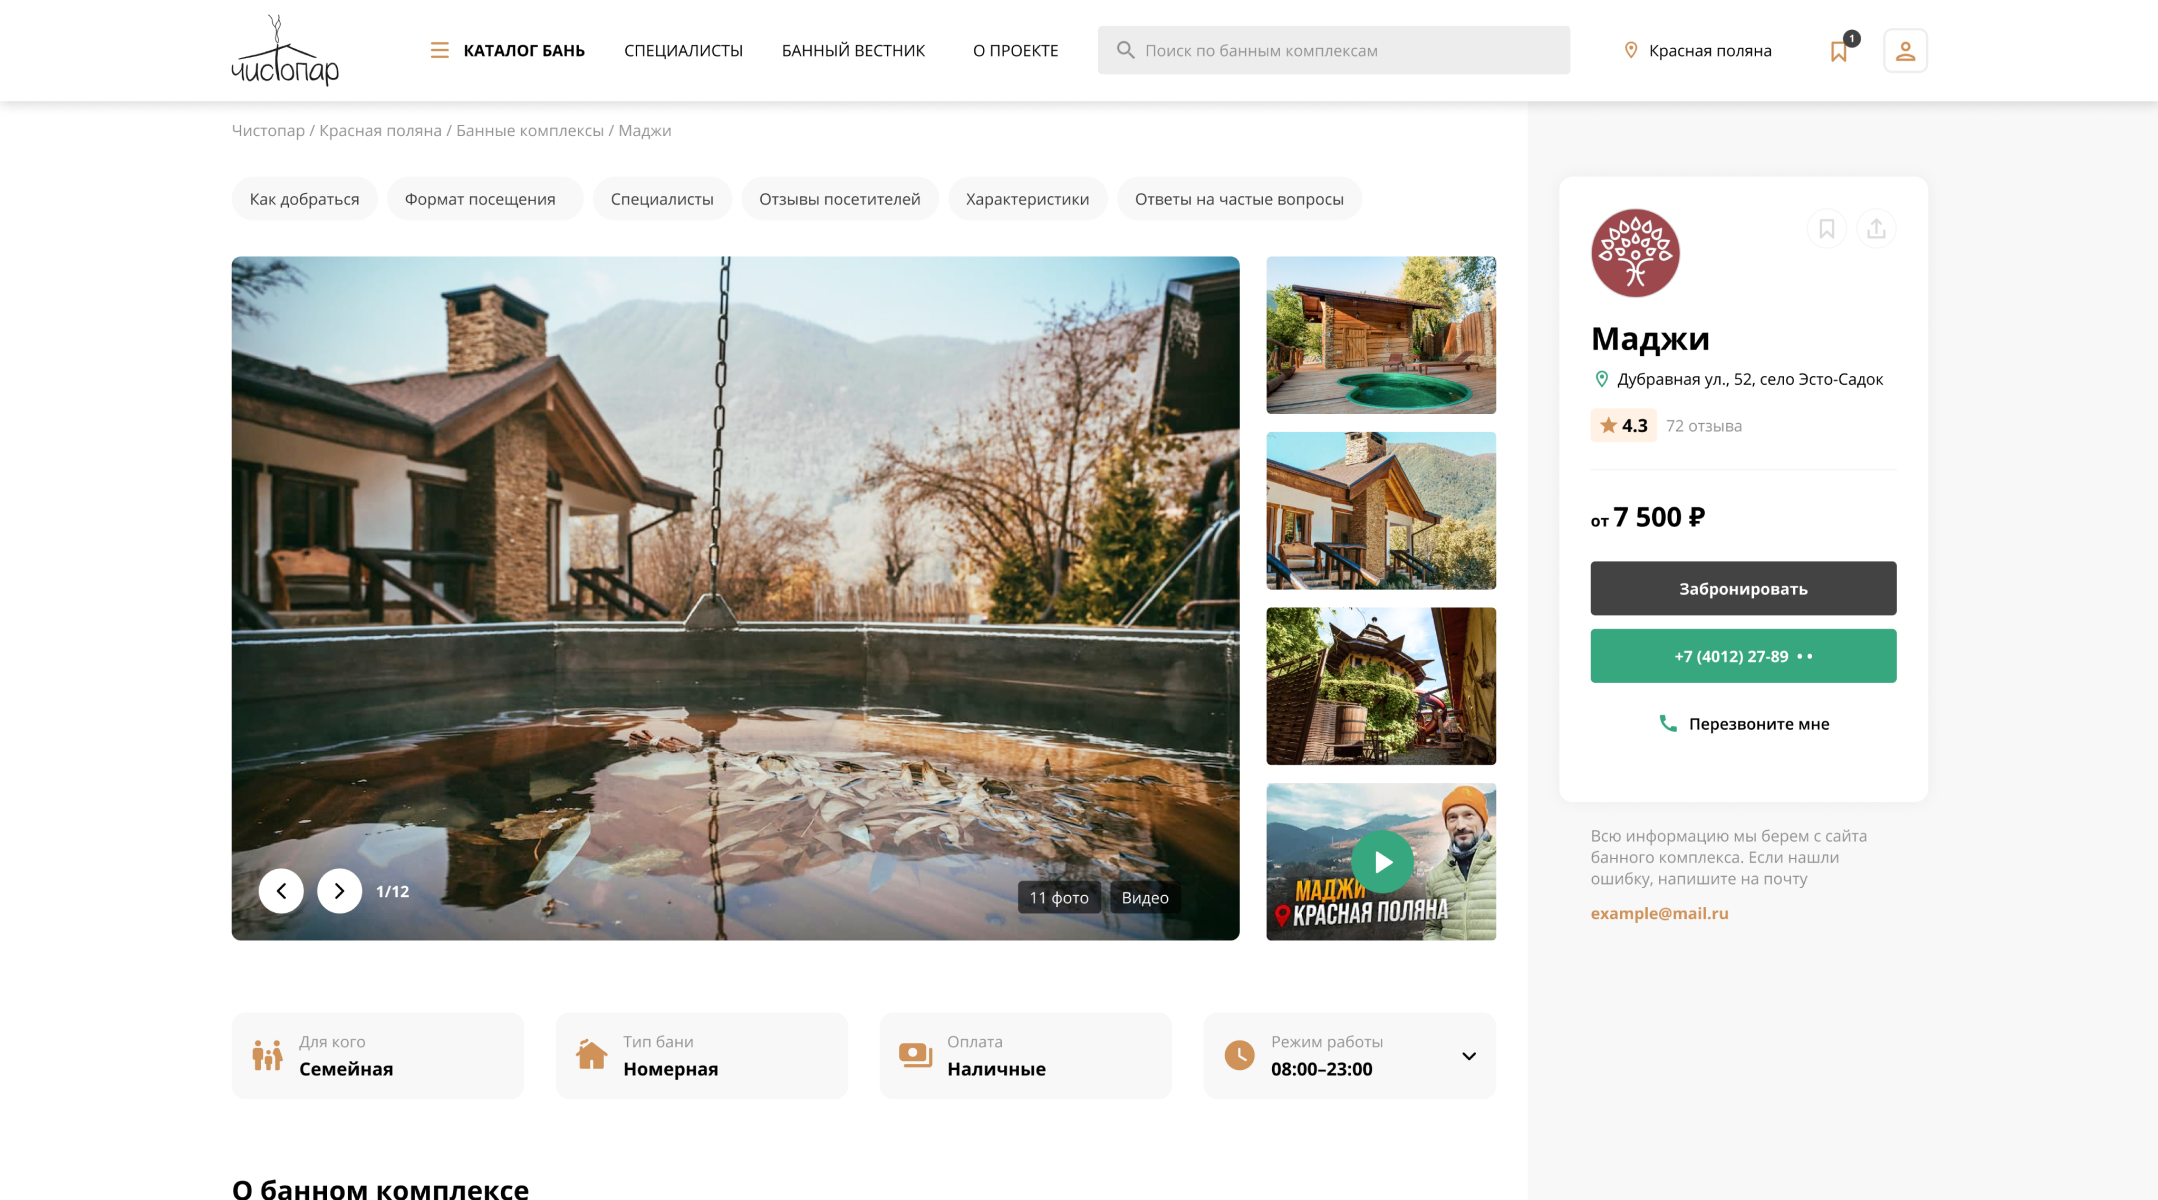 чистопар
КАТАЛОГ БАНЬ
СПЕЦИАЛИСТЫ
БАННЫЙ ВЕСТНИК
О ПРОЕКТЕ
Поиск по банным комплексам
Красная поляна
1
Чистопар / Красная поляна / Банные комплексы / Маджи
Как добраться
Формат посещения
Специалисты
Отзывы посетителей
Характеристики
Ответы на частые вопросы
1/12
11 фото
Видео
МАДЖИ
КРАСНАЯ ПОЛЯНА
Маджи
Дубравная ул., 52, село Эсто-Садок
4.3
72 отзыва
от 7 500 ₽
Забронировать
+7 (4012) 27-89 ••
Перезвоните мне
Всю информацию мы берем с сайта
банного комплекса. Если нашли
ошибку, напишите на почту
example@mail.ru
Для кого
Семейная
Тип бани
Номерная
Оплата
Наличные
Режим работы
08:00–23:00
О банном комплексе